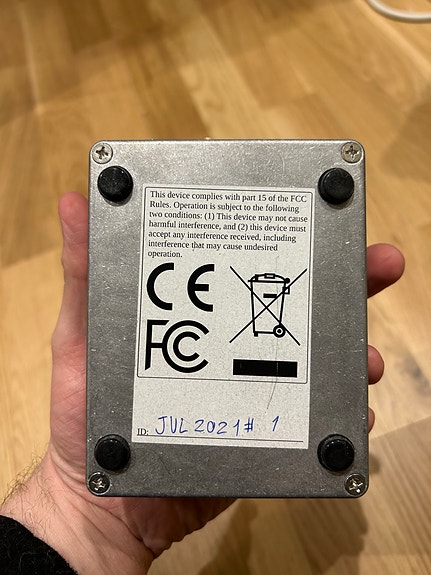 This device complies with part 15 of the FCC
Rules. Operation is subject to the following
two conditions: (1) This device may not cause
harmful interference, and (2) this device must
accept any interference received, including
interference that may cause undesired
operation.
CE
FC
ID: JUL 2021 # 1